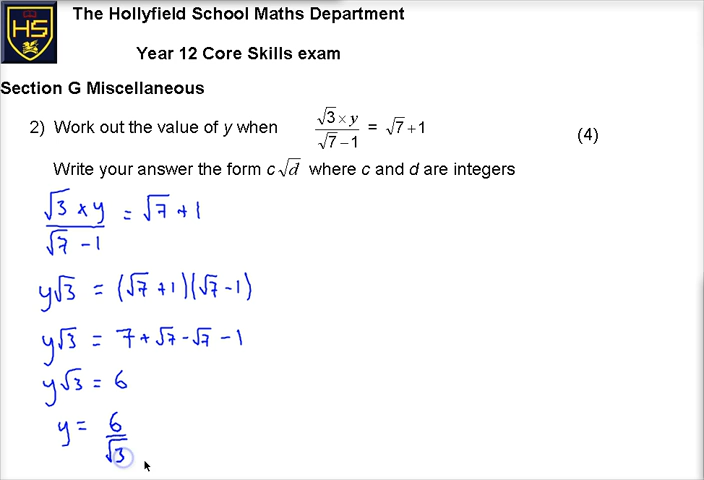 HS
The Hollyfield School Maths Department
Year 12 Core Skills exam
Section G Miscellaneous
2) Work out the value of y when (√3 × y)/(√7 − 1) = √7 + 1
(4)
Write your answer the form c√d where c and d are integers
(√3 × y)/(√7 − 1) = √7 + 1
y√3 = (√7 + 1)(√7 − 1)
y√3 = 7 + √7 − √7 − 1
y√3 = 6
y = 6/√3